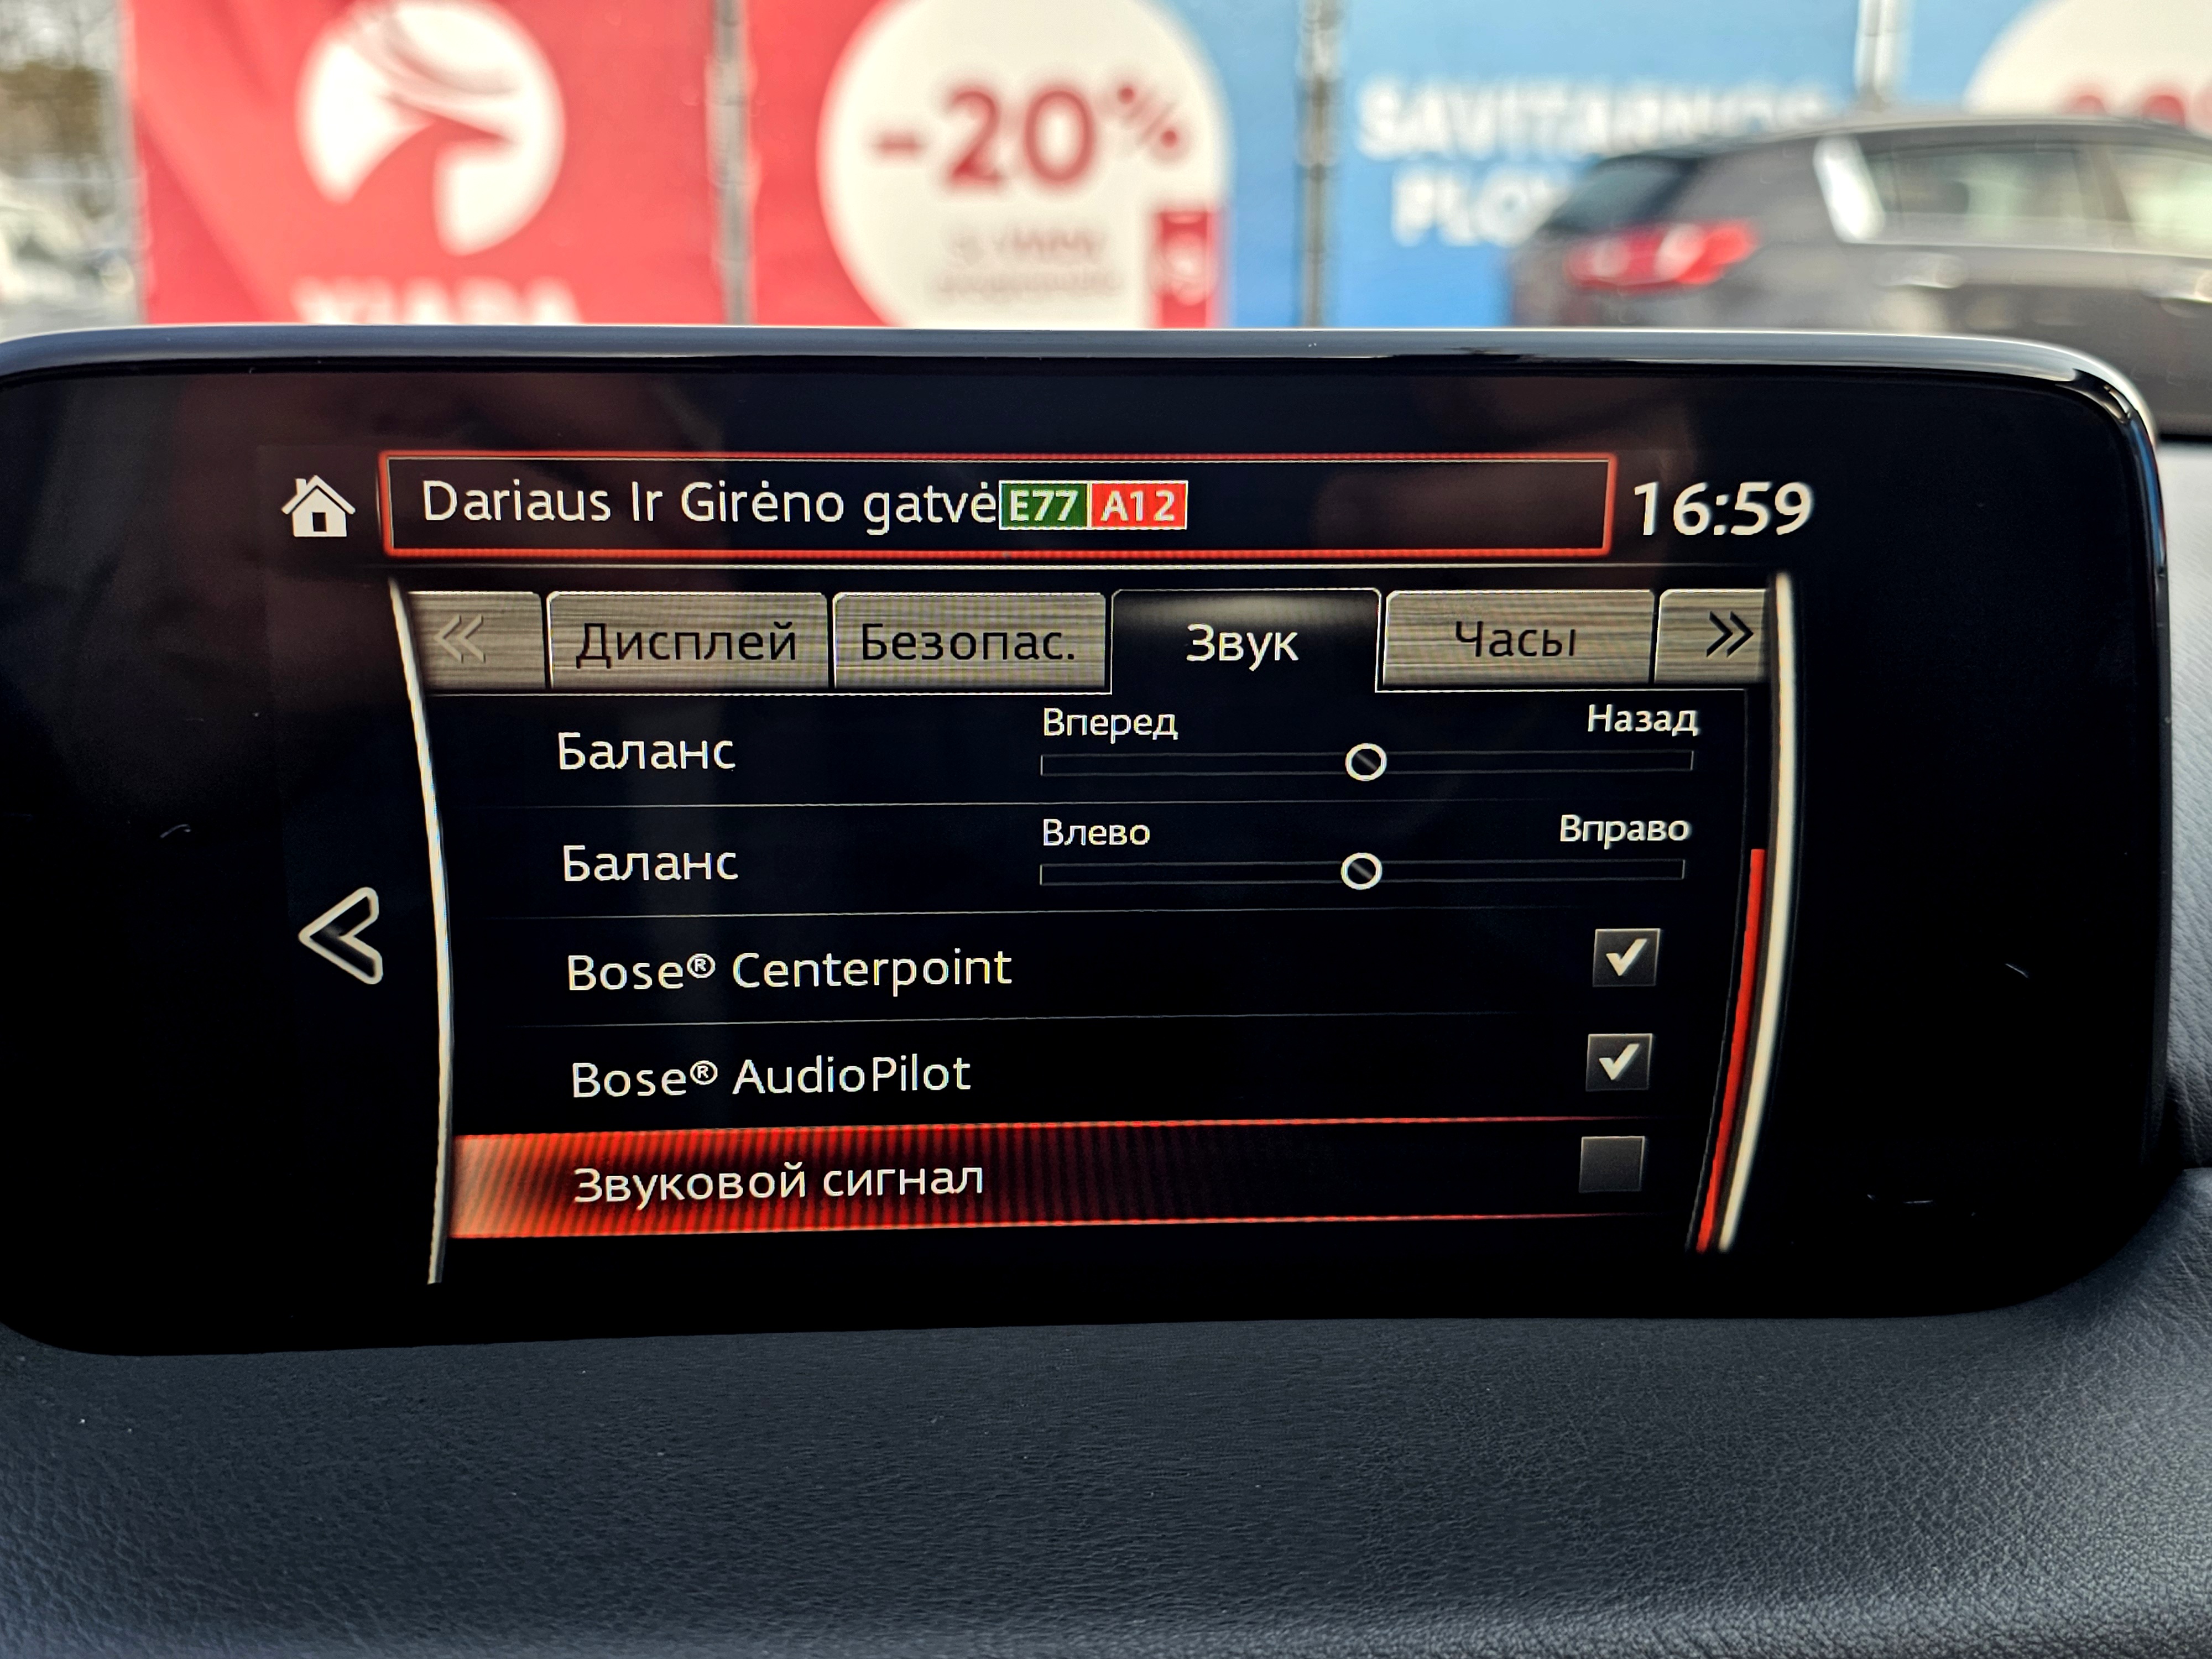 -20%
SAVITARNOS
Dariaus Ir Girėno gatvė E77 A12 16:59
Дисплей Безопас. Звук Часы
Баланс Вперед Назад
Баланс Влево Вправо
Bose® Centerpoint
Bose® AudioPilot
Звуковой сигнал